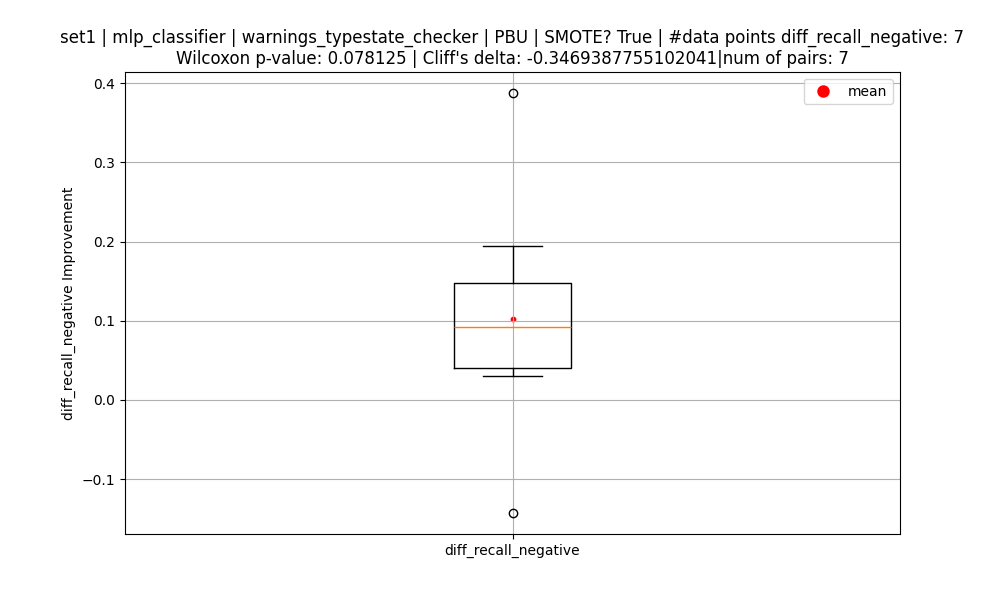 set1 | mlp_classifier | warnings_typestate_checker | PBU | SMOTE? True | #data points diff_recall_negative: 7
Wilcoxon p-value: 0.078125 | Cliff's delta: -0.3469387755102041|num of pairs: 7
mean
0.4
0.3
0.2
0.1
0.0
−0.1
diff_recall_negative Improvement
diff_recall_negative